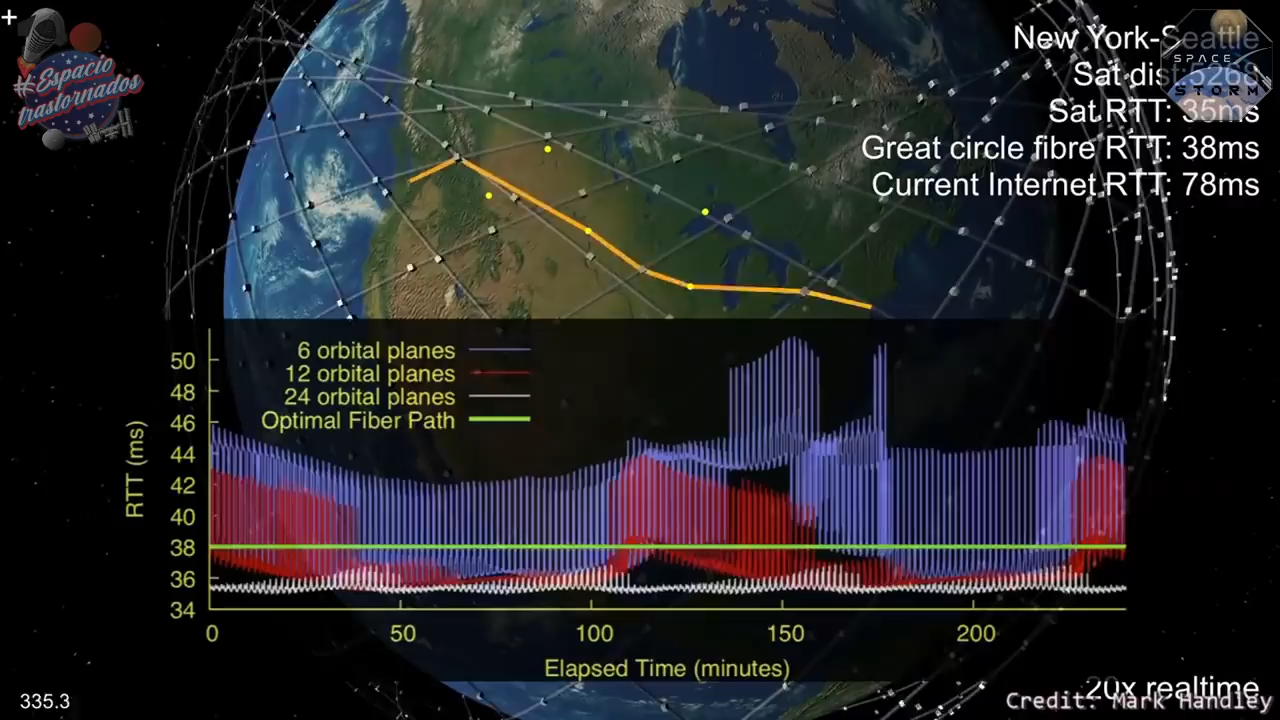 +
#Espacio
trastornados
New York-Seattle
SPACE
Sat dist:5268
STORM
Sat RTT: 35ms
Great circle fibre RTT: 38ms
Current Internet RTT: 78ms
6 orbital planes
12 orbital planes
24 orbital planes
Optimal Fiber Path
RTT (ms)
50
48
46
44
42
40
38
36
34
0 50 100 150 200
Elapsed Time (minutes)
335.3
20x realtime
Credit: Mark Handley